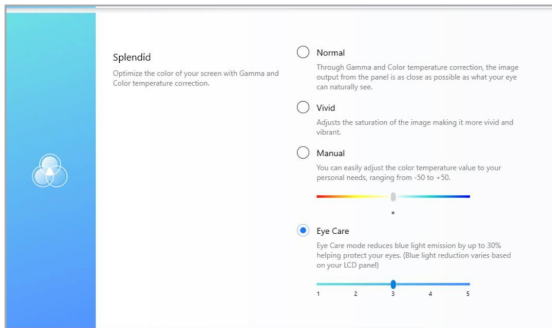 Splendid
Optimize the color of your screen with Gamma and
Color temperature correction.
Normal
Through Gamma and Color temperature correction, the image
output from the panel is as close as possible as what your eye
can naturally see.
Vivid
Adjusts the saturation of the image making it more vivid and
vibrant.
Manual
You can easily adjust the color temperature value to your
personal needs, ranging from -50 to +50.
Eye Care
Eye Care mode reduces blue light emission by up to 30%
helping protect your eyes. (Blue light reduction varies based
on your LCD panel)
1 2 3 4 5